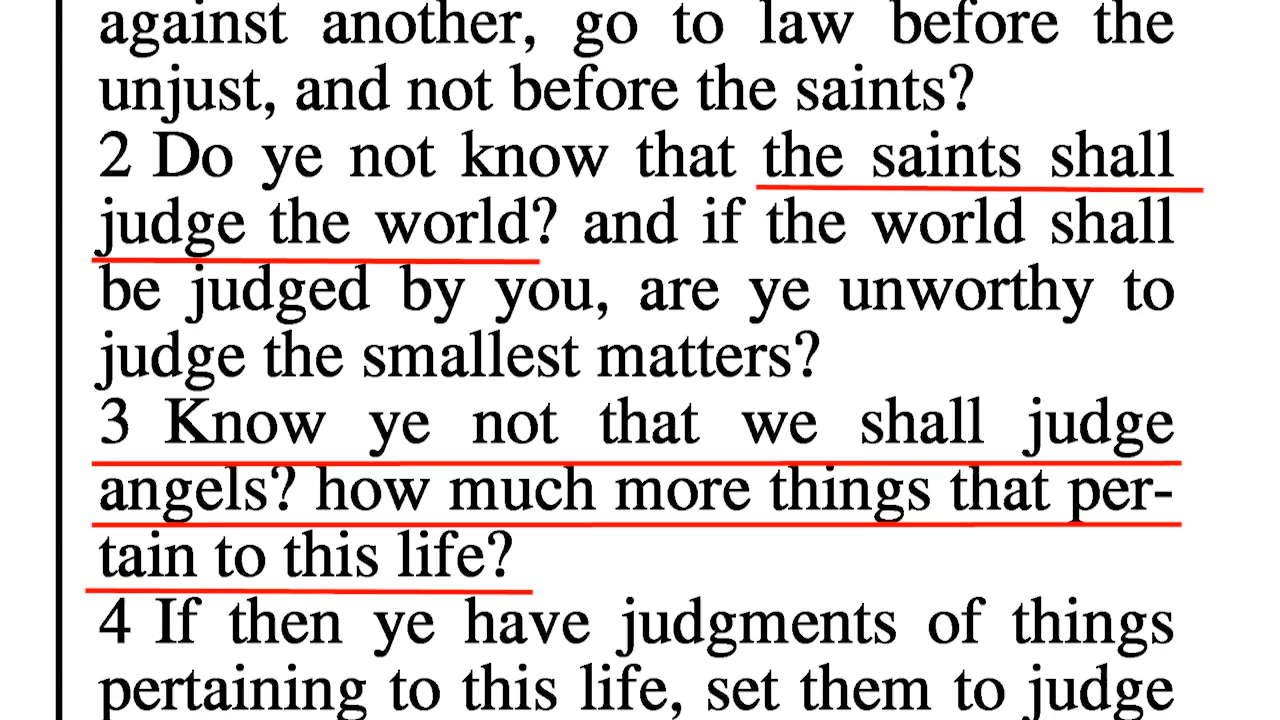 against another, go to law before the
unjust, and not before the saints?
2 Do ye not know that the saints shall
judge the world? and if the world shall
be judged by you, are ye unworthy to
judge the smallest matters?
3 Know ye not that we shall judge
angels? how much more things that per-
tain to this life?
4 If then ye have judgments of things
pertaining to this life, set them to judge